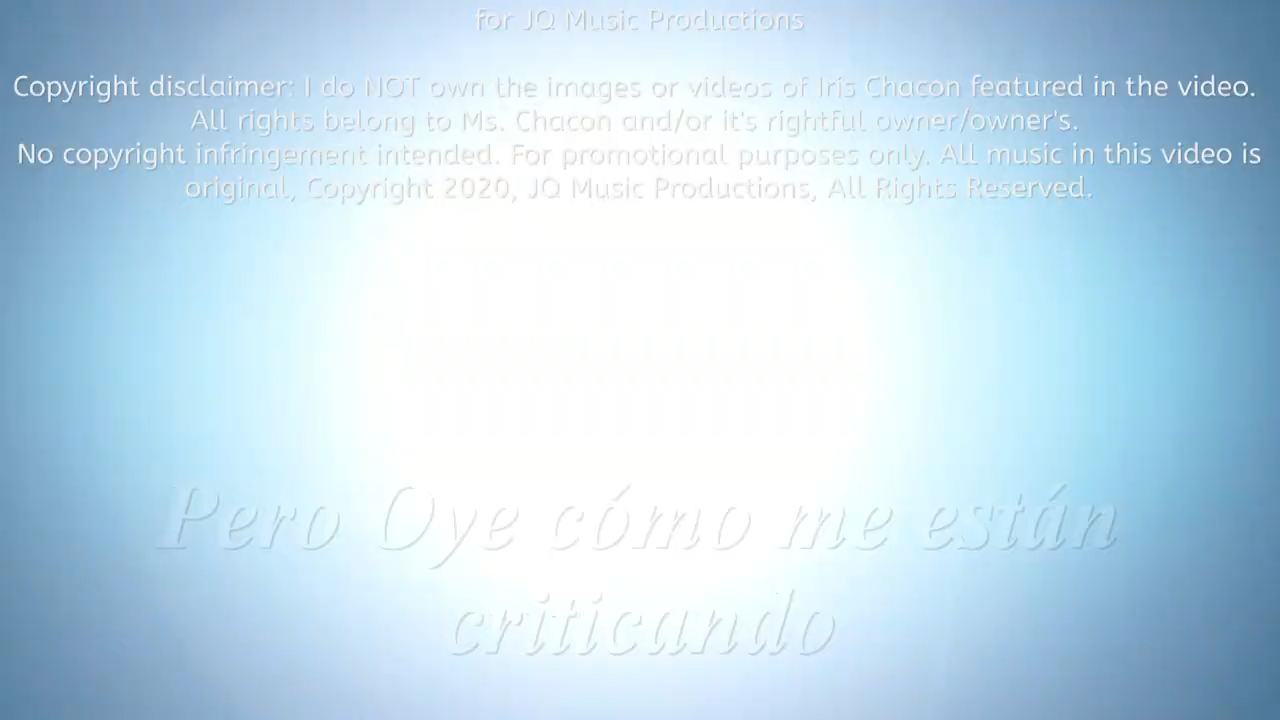 for JQ Music Productions
Copyright disclaimer: I do NOT own the images or videos of Iris Chacon featured in the video.
All rights belong to Ms. Chacon and/or it's rightful owner/owner's.
No copyright infringement intended. For promotional purposes only. All music in this video is
original, Copyright 2020, JQ Music Productions, All Rights Reserved.
Pero Oye cómo me están
criticando